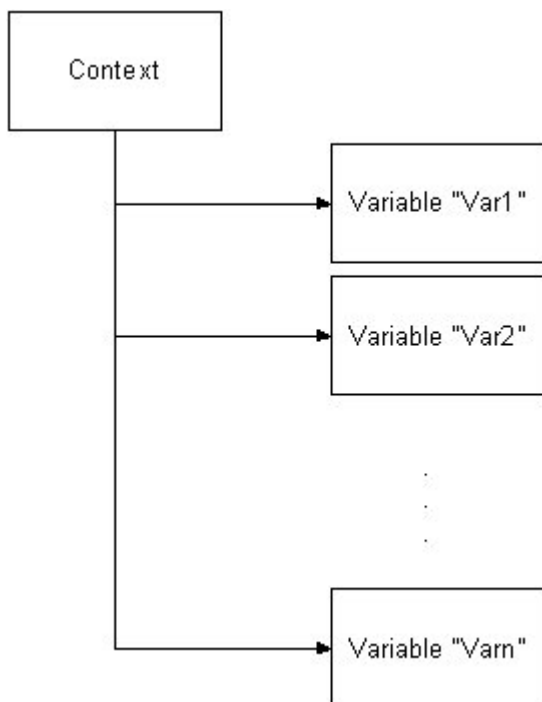 Context
Variable "Var1"
Variable "Var2"
.
.
.
Variable "Varn"